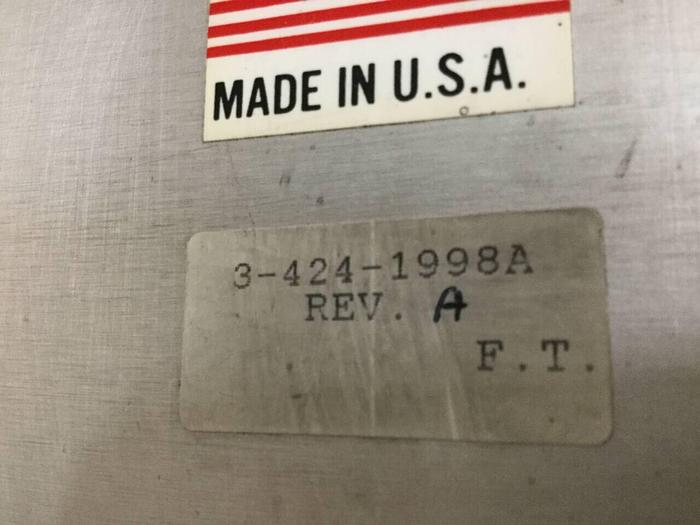 MADE IN U.S.A.
3-424-1998A
REV. A
F.T.